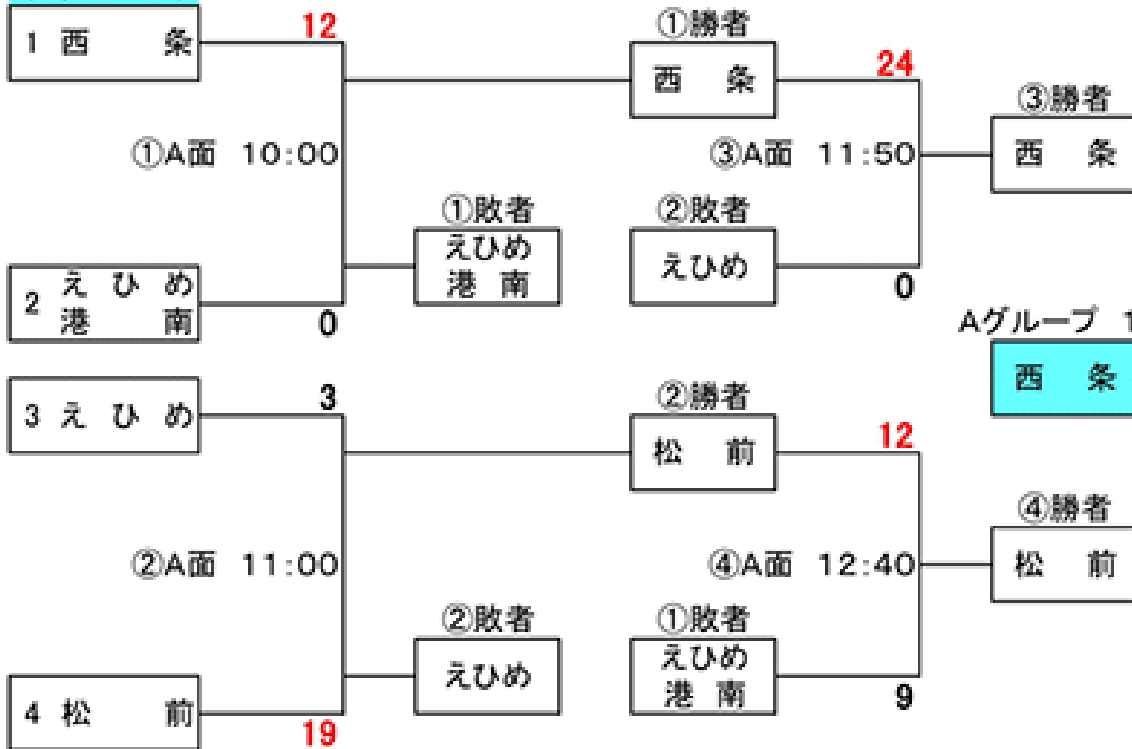 1 西 条
12
①勝者
西 条
24
③勝者
西 条
①A面 10:00
③A面 11:50
①敗者
えひめ
港 南
②敗者
えひめ
0
2 えひめ
港 南
0
Aグループ 1
西 条
3 えひめ
3
②勝者
松 前
12
④勝者
松 前
②A面 11:00
④A面 12:40
②敗者
えひめ
①敗者
えひめ
港 南
9
4 松 前
19